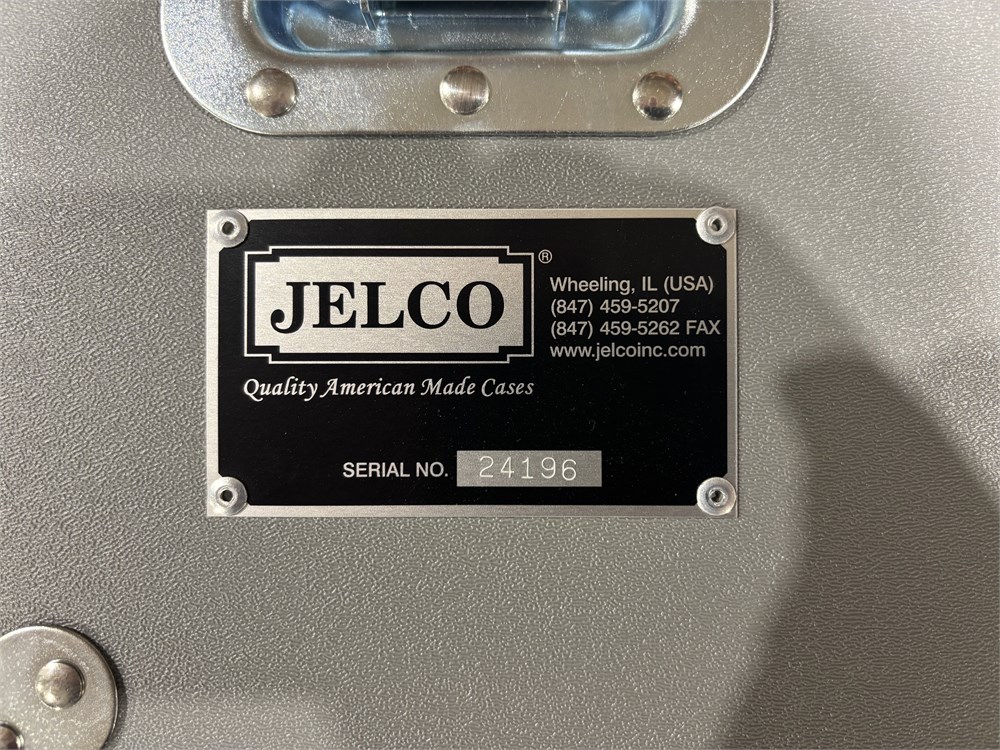 JELCO ®
Quality American Made Cases
Wheeling, IL (USA)
(847) 459-5207
(847) 459-5262 FAX
www.jelcoinc.com
SERIAL NO. 24196